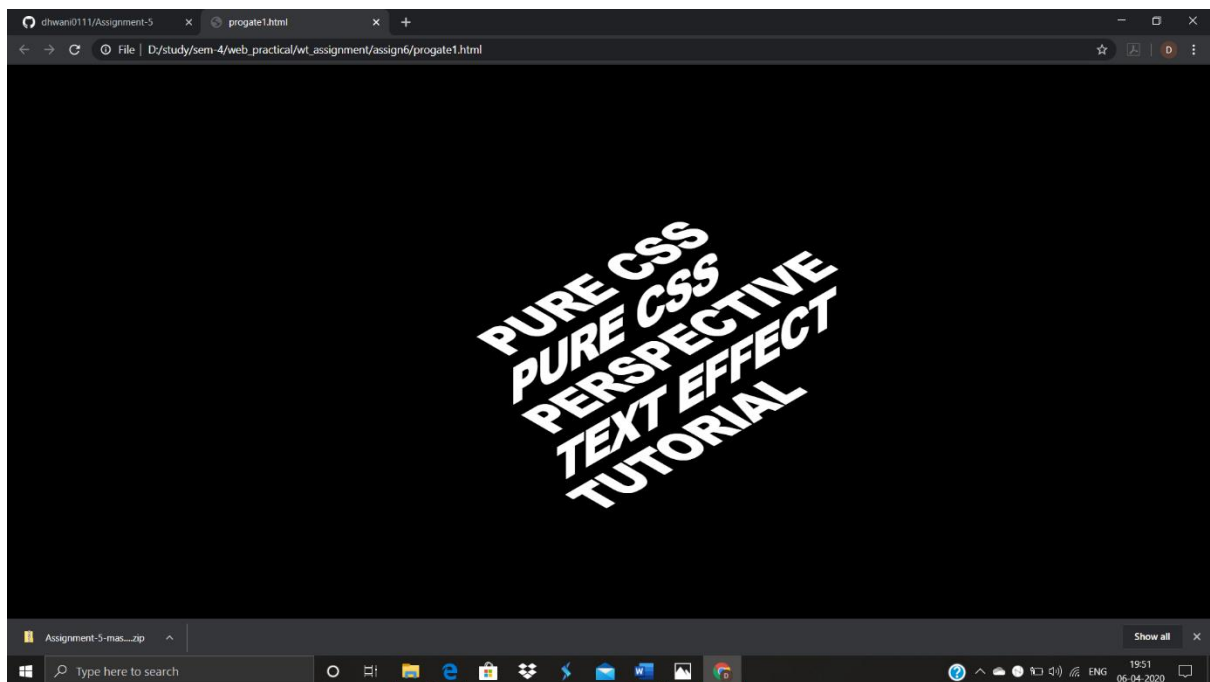 dhwani0111/Assignment-5
progate1.html
File | D:/study/sem-4/web_practical/wt_assignment/assign6/progate1.html
D
PURE CSS
PURE CSS
PERSPECTIVE
TEXT EFFECT
TUTORIAL
Assignment-5-mas....zip
Show all
Type here to search
ENG
19:51
06-04-2020